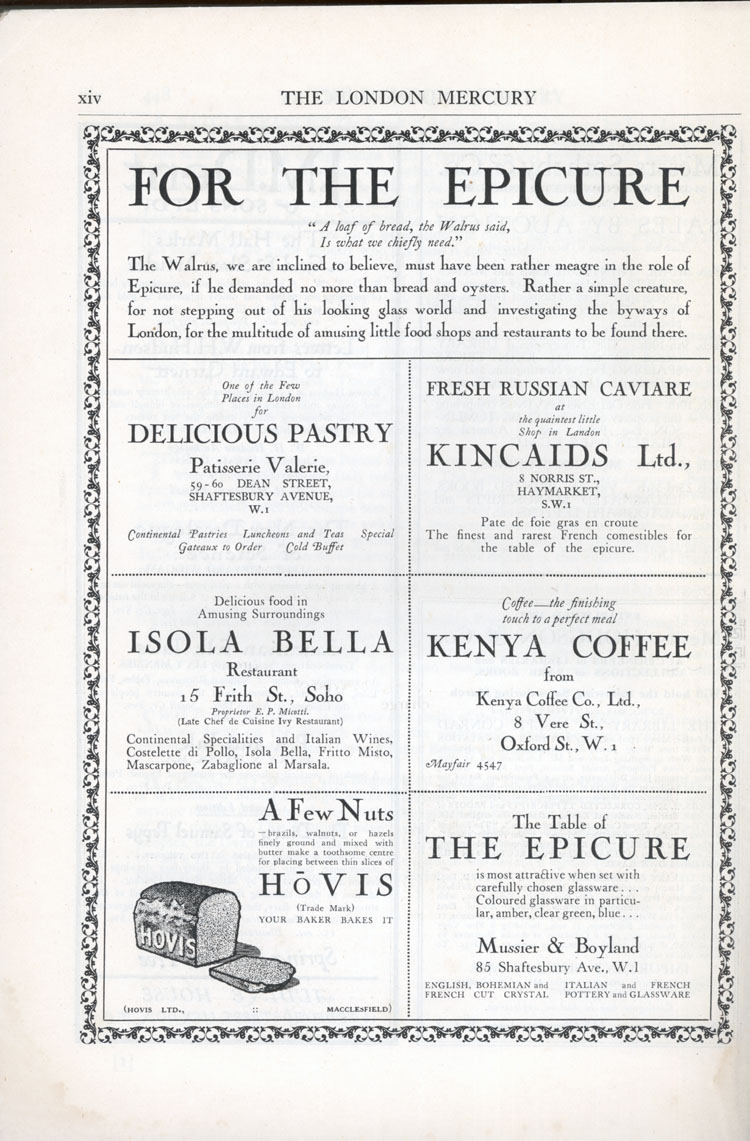 xiv
THE LONDON MERCURY
FOR THE EPICURE
“ A loaf of bread, the Walrus said,
Is what we chiefly need.”
The Walrus, we are inclined to believe, must have been rather meagre in the role of
Epicure, if he demanded no more than bread and oysters. Rather a simple creature,
for not stepping out of his looking glass world and investigating the byways of
London, for the multitude of amusing little food shops and restaurants to be found there.
One of the Few
Places in London
for
DELICIOUS PASTRY
Patisserie Valerie,
59-60 DEAN STREET,
SHAFTESBURY AVENUE,
W.1
Continental Pastries Luncheons and Teas Special
Gateaux to Order Cold Buffet
FRESH RUSSIAN CAVIARE
at
the quaintest little
Shop in London
KINCAIDS Ltd.,
8 NORRIS ST.,
HAYMARKET,
S.W.1
Pate de foie gras en croute
The finest and rarest French comestibles for
the table of the epicure.
Delicious food in
Amusing Surroundings
ISOLA BELLA
Restaurant
15 Frith St., Soho
Proprietor E. P. Micotti.
(Late Chef de Cuisine Ivy Restaurant)
Continental Specialities and Italian Wines,
Costelette di Pollo, Isola Bella, Fritto Misto,
Mascarpone, Zabaglione al Marsala.
Coffee—the finishing
touch to a perfect meal
KENYA COFFEE
from
Kenya Coffee Co., Ltd.,
8 Vere St.,
Oxford St., W. 1
Mayfair 4547
A Few Nuts
—brazils, walnuts, or hazels
finely ground and mixed with
butter make a toothsome centre
for placing between thin slices of
HōVIS
(Trade Mark)
YOUR BAKER BAKES IT
HOVIS
(HOVIS LTD., :: MACCLESFIELD)
The Table of
THE EPICURE
is most attractive when set with
carefully chosen glassware . . .
Coloured glassware in particu-
lar, amber, clear green, blue . . .
Mussier & Boyland
85 Shaftesbury Ave., W.1
ENGLISH, BOHEMIAN and ITALIAN and FRENCH
FRENCH CUT CRYSTAL POTTERY and GLASSWARE